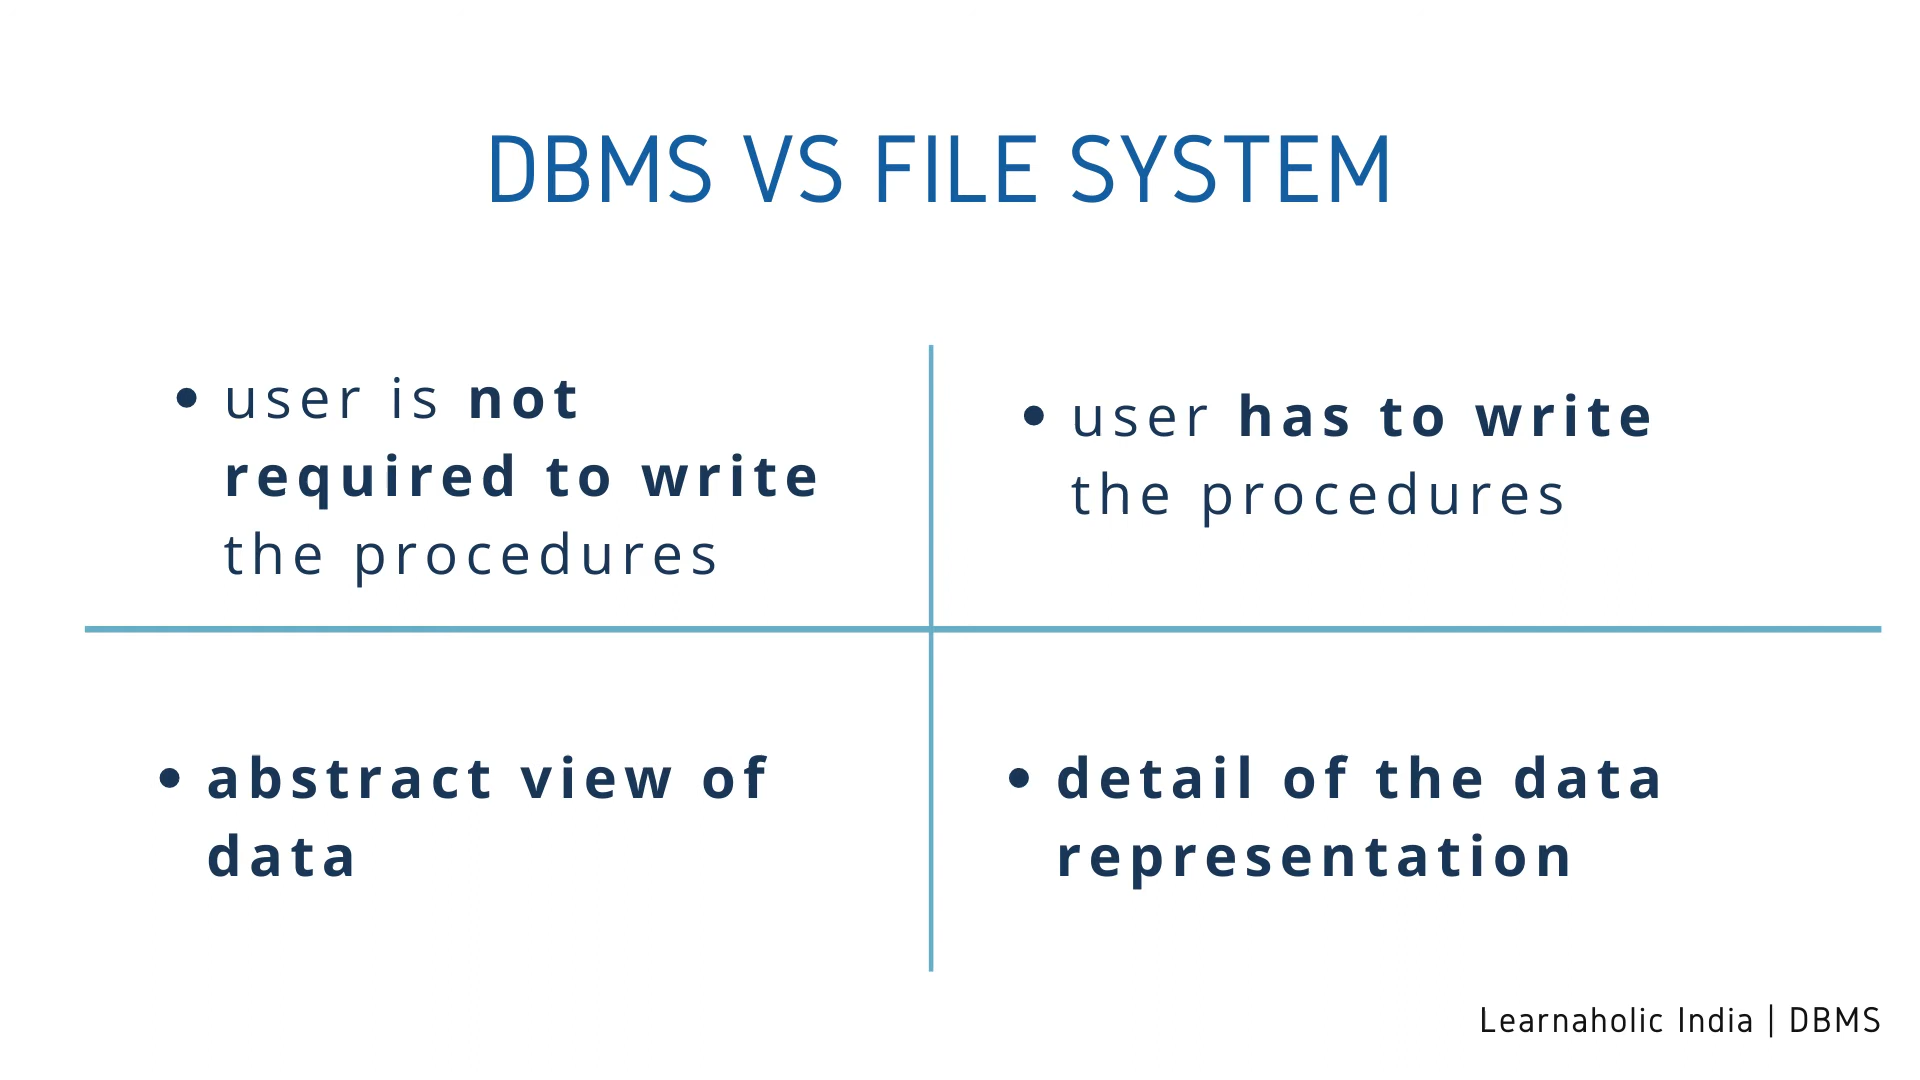 DBMS VS FILE SYSTEM
• user is not
required to write
the procedures
• user has to write
the procedures
• abstract view of
data
• detail of the data
representation
Learnaholic India | DBMS